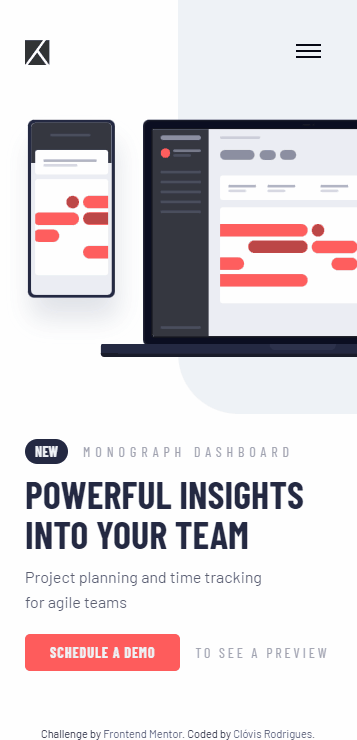 NEW MONOGRAPH DASHBOARD
POWERFUL INSIGHTS
INTO YOUR TEAM
Project planning and time tracking
for agile teams
SCHEDULE A DEMO TO SEE A PREVIEW
Challenge by Frontend Mentor. Coded by Clóvis Rodrigues.